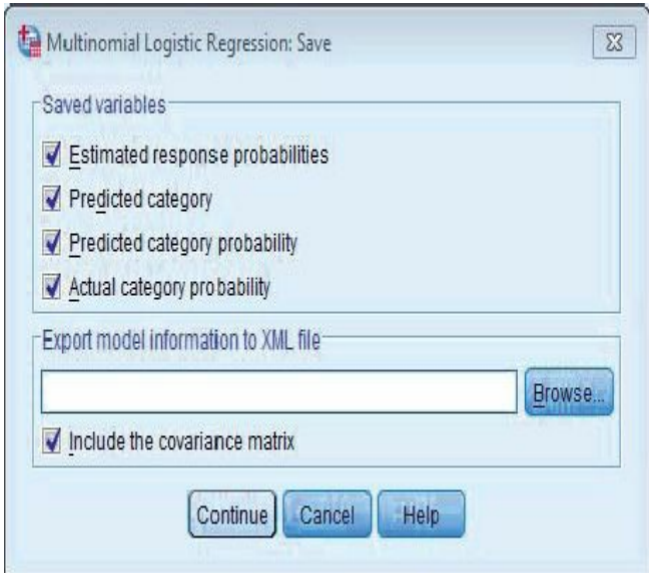 Multinomial Logistic Regression: Save
Saved variables
Estimated response probabilities
Predicted category
Predicted category probability
Actual category probability
Export model information to XML file
Browse...
Include the covariance matrix
Continue Cancel Help